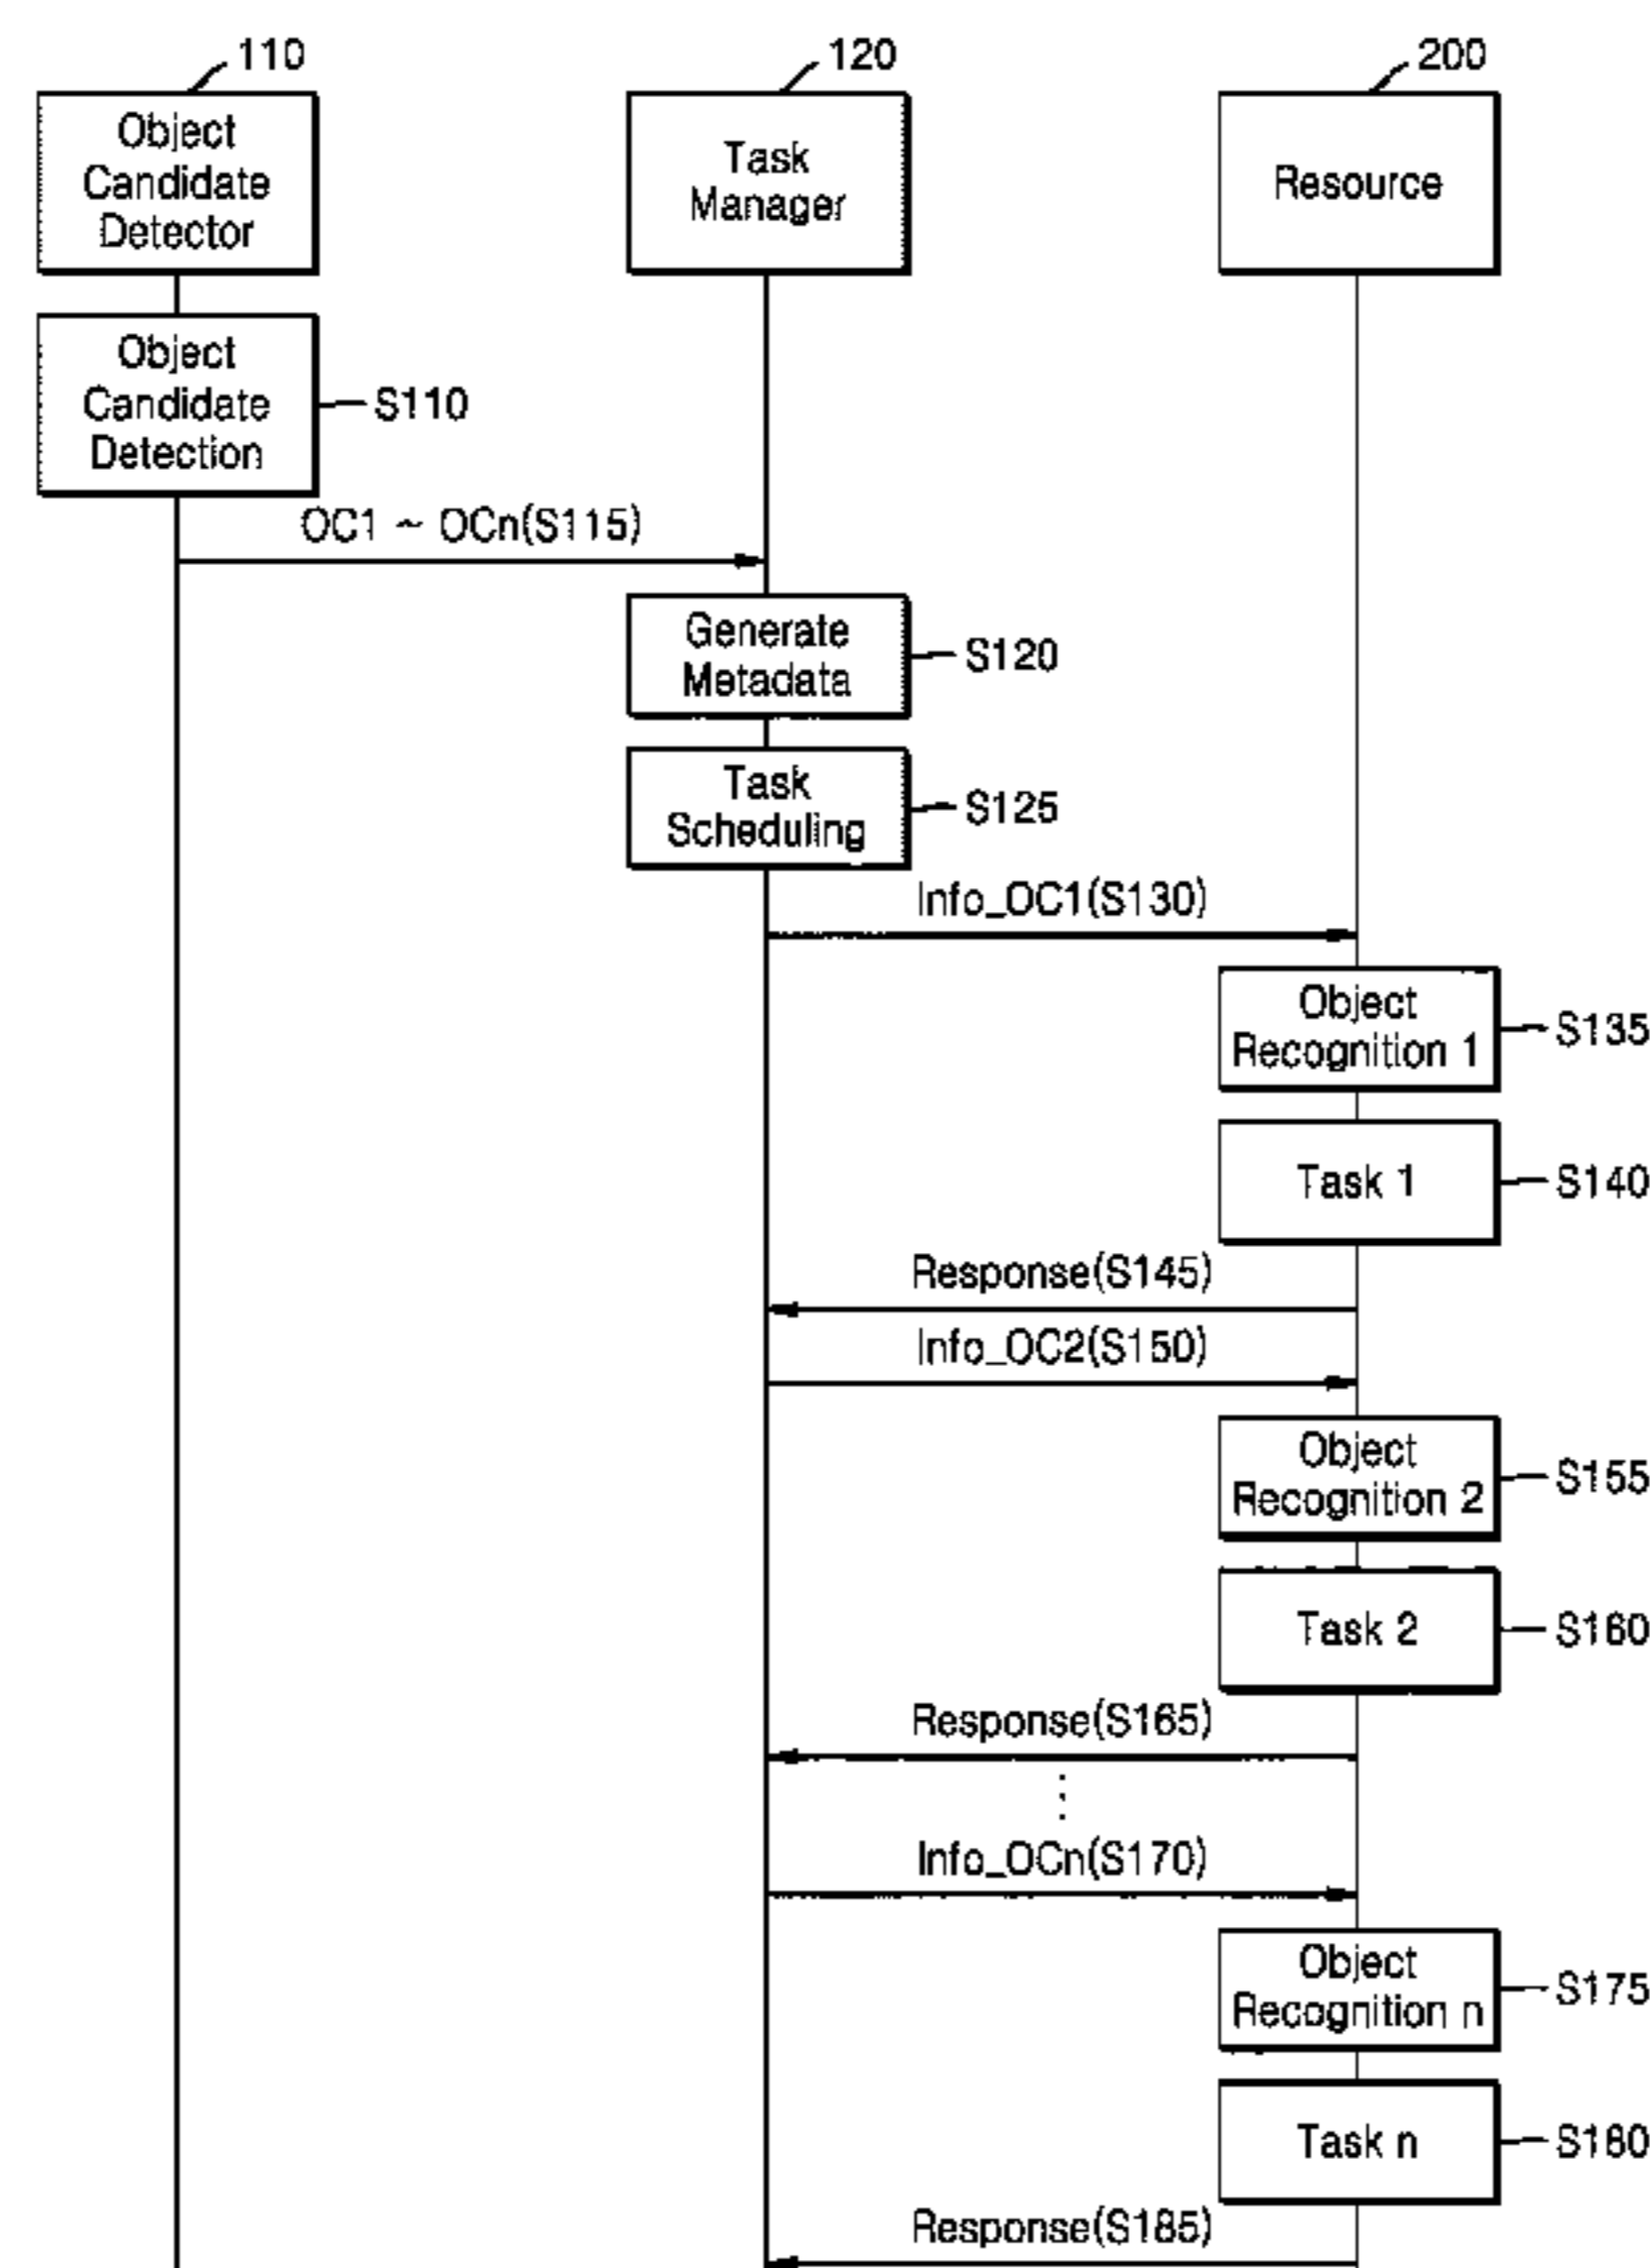 110
120
200
Object
Candidate
Detector
Task
Manager
Resource
Object
Candidate
Detection
S110
OC1 ~ OCn(S115)
Generate
Metadata
S120
Task
Scheduling
S125
Info_OC1(S130)
Object
Recognition 1
S135
Task 1
S140
Response(S145)
Info_OC2(S150)
Object
Recognition 2
S155
Task 2
S160
Response(S165)
⋮
Info_OCn(S170)
Object
Recognition n
S175
Task n
S180
Response(S185)